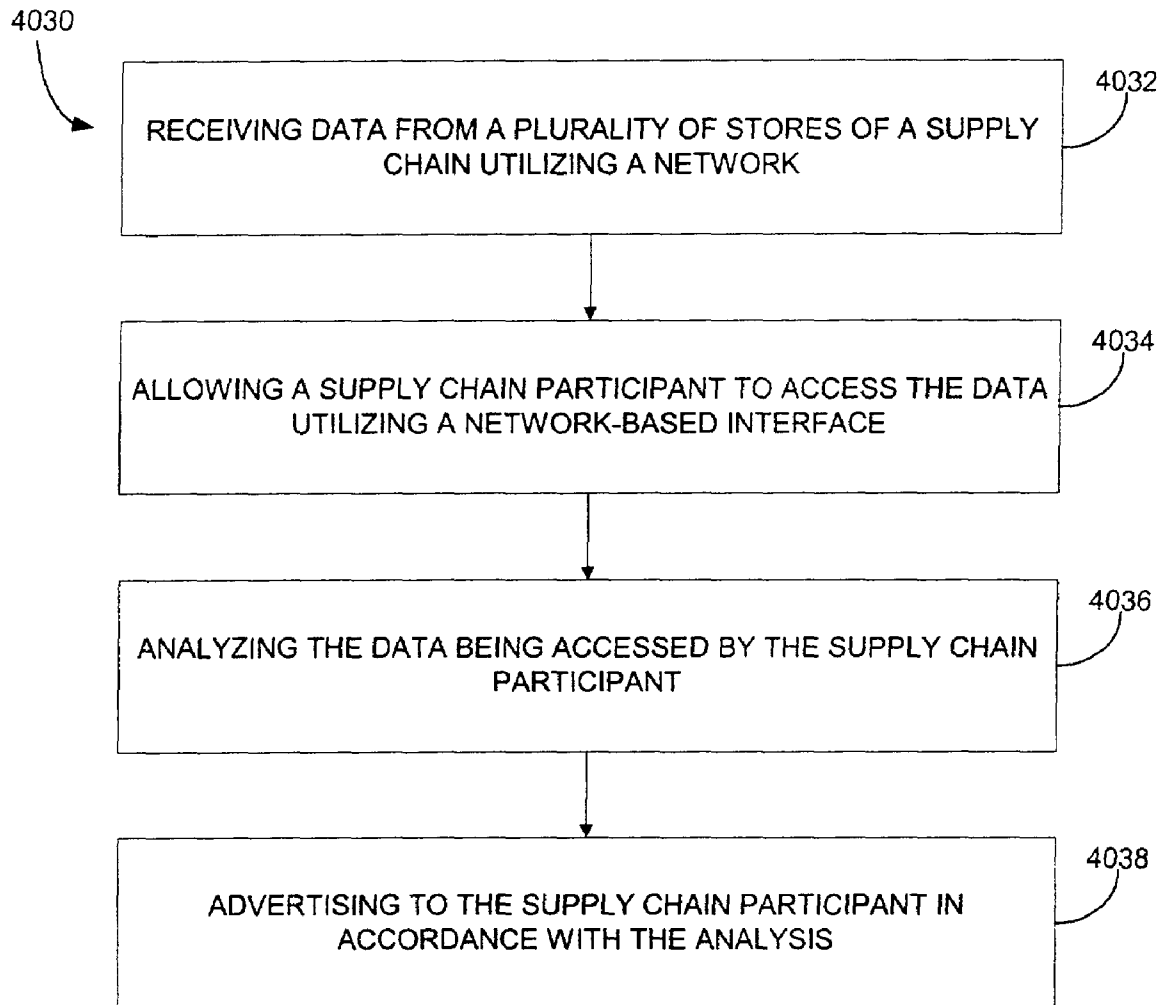 4030
4032
RECEIVING DATA FROM A PLURALITY OF STORES OF A SUPPLY
CHAIN UTILIZING A NETWORK
4034
ALLOWING A SUPPLY CHAIN PARTICIPANT TO ACCESS THE DATA
UTILIZING A NETWORK-BASED INTERFACE
4036
ANALYZING THE DATA BEING ACCESSED BY THE SUPPLY CHAIN
PARTICIPANT
4038
ADVERTISING TO THE SUPPLY CHAIN PARTICIPANT IN
ACCORDANCE WITH THE ANALYSIS